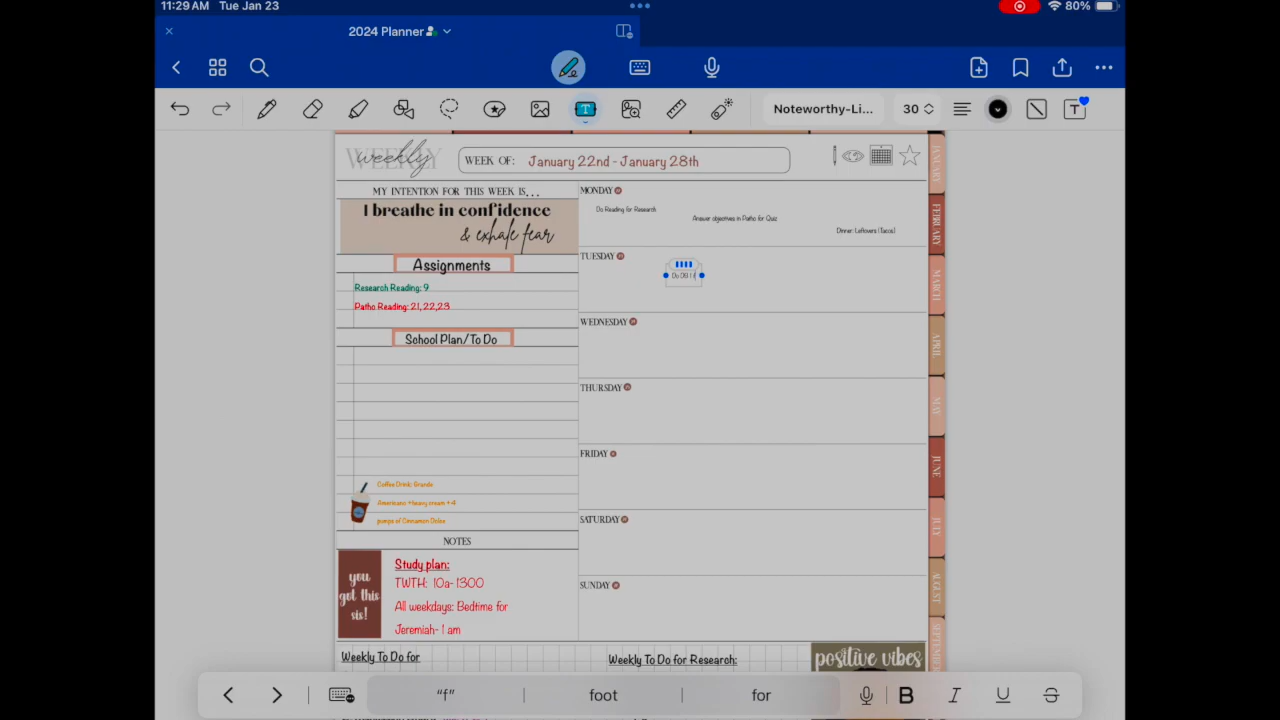 11:29 AM Tue Jan 23
80%
2024 Planner
Noteworthy-Li...
30
WEEKLY
weekly
WEEK OF: January 22nd - January 28th
MY INTENTION FOR THIS WEEK IS...
I breathe in confidence
& exhale fear
Assignments
Research Reading: 9
Patho Reading: 21, 22,23
School Plan/To Do
Coffee Drink: Grande
Americano +heavy cream +4
pumps of Cinnamon Dolce
NOTES
you
got this
sis!
Study plan:
TWTH: 10a- 1300
All weekdays: Bedtime for
Jeremiah- 1 am
MONDAY
Do Reading for Research
Answer objectives in Patho for Quiz
Dinner: Leftovers (Tacos)
TUESDAY
WEDNESDAY
THURSDAY
FRIDAY
SATURDAY
SUNDAY
JANUARY
FEBRUARY
MARCH
APRIL
MAY
JUNE
JULY
AUGUST
SEPTEMBER
Weekly To Do for
Weekly To Do for Research:
positive vibes
"f"
foot
for
B I U S